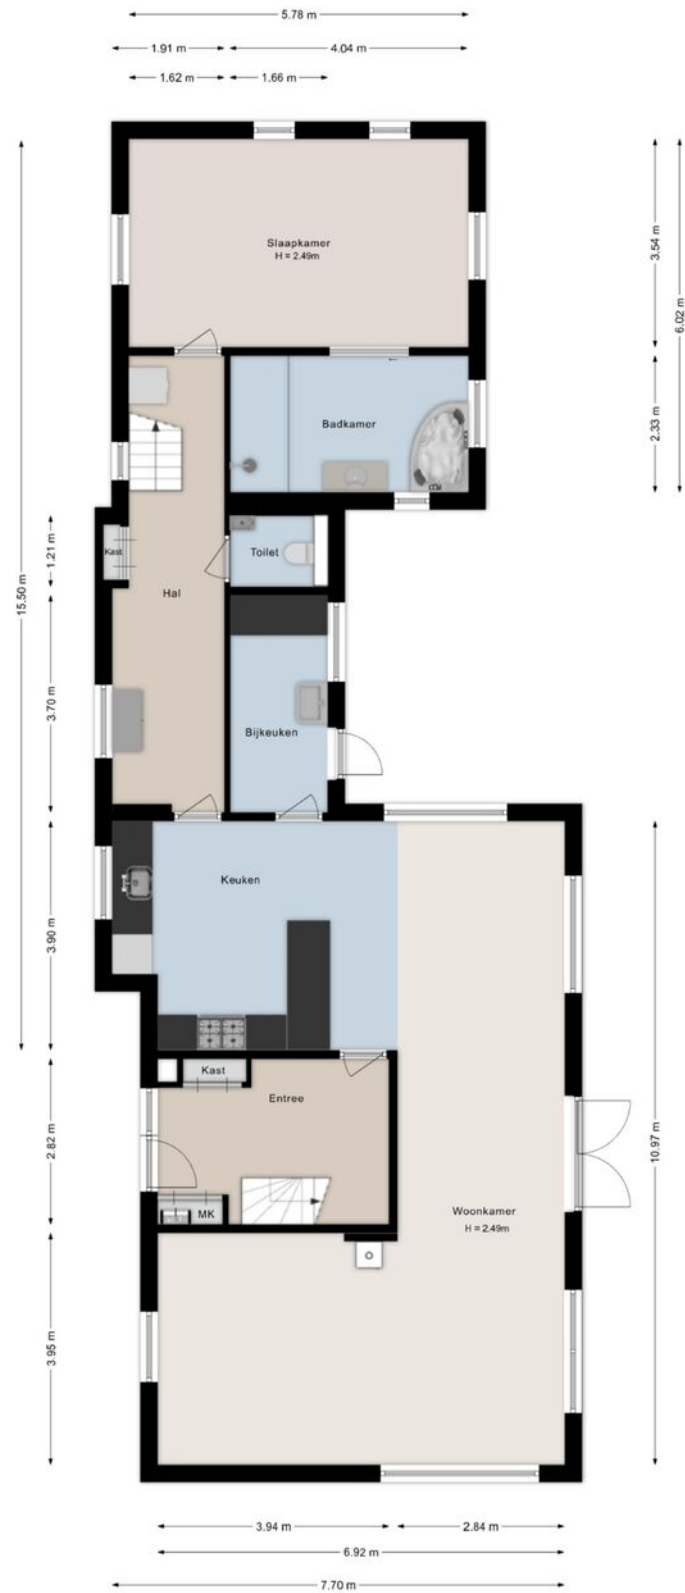 5.78 m
1.91 m
4.04 m
1.62 m
1.66 m
Slaapkamer
H = 2.49m
3.54 m
6.02 m
Badkamer
2.33 m
Kast
1.21 m
Toilet
Hal
15.50 m
3.70 m
Bijkeuken
Keuken
3.90 m
Kast
Entree
2.82 m
10.97 m
MK
Woonkamer
H = 2.49m
3.95 m
3.94 m
2.84 m
6.92 m
7.70 m